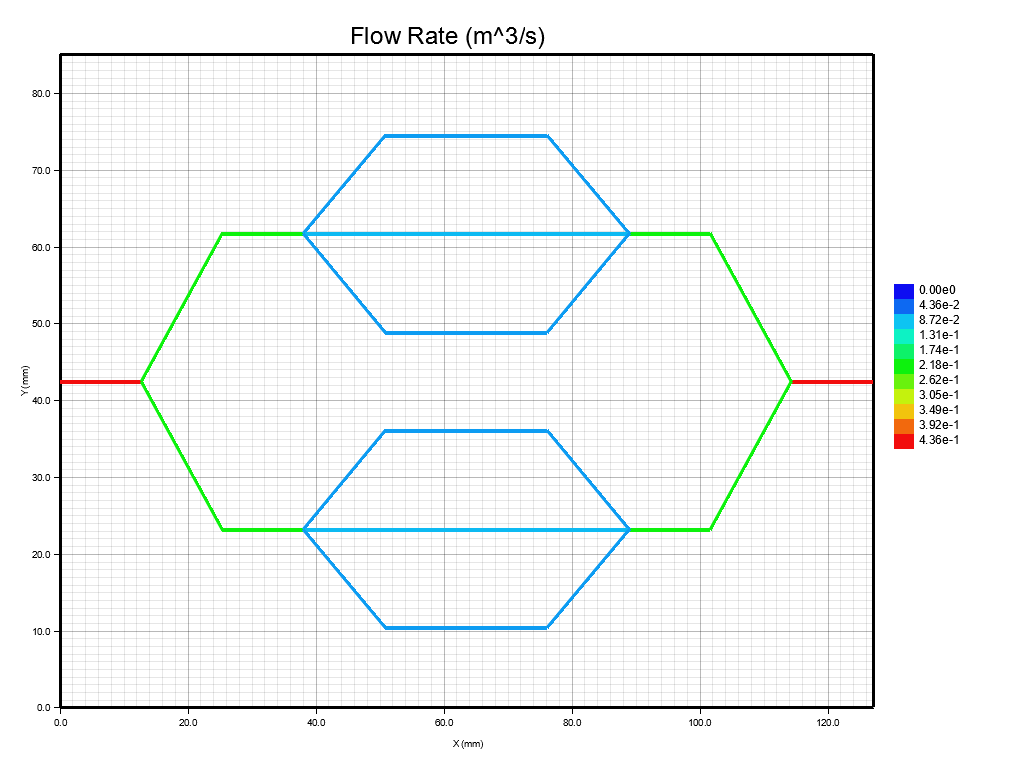 Flow Rate (m^3/s)
80.0
70.0
60.0
50.0
40.0
30.0
20.0
10.0
0.0
Y (mm)
0.0 20.0 40.0 60.0 80.0 100.0 120.0
X (mm)
0.00e0
4.36e-2
8.72e-2
1.31e-1
1.74e-1
2.18e-1
2.62e-1
3.05e-1
3.49e-1
3.92e-1
4.36e-1